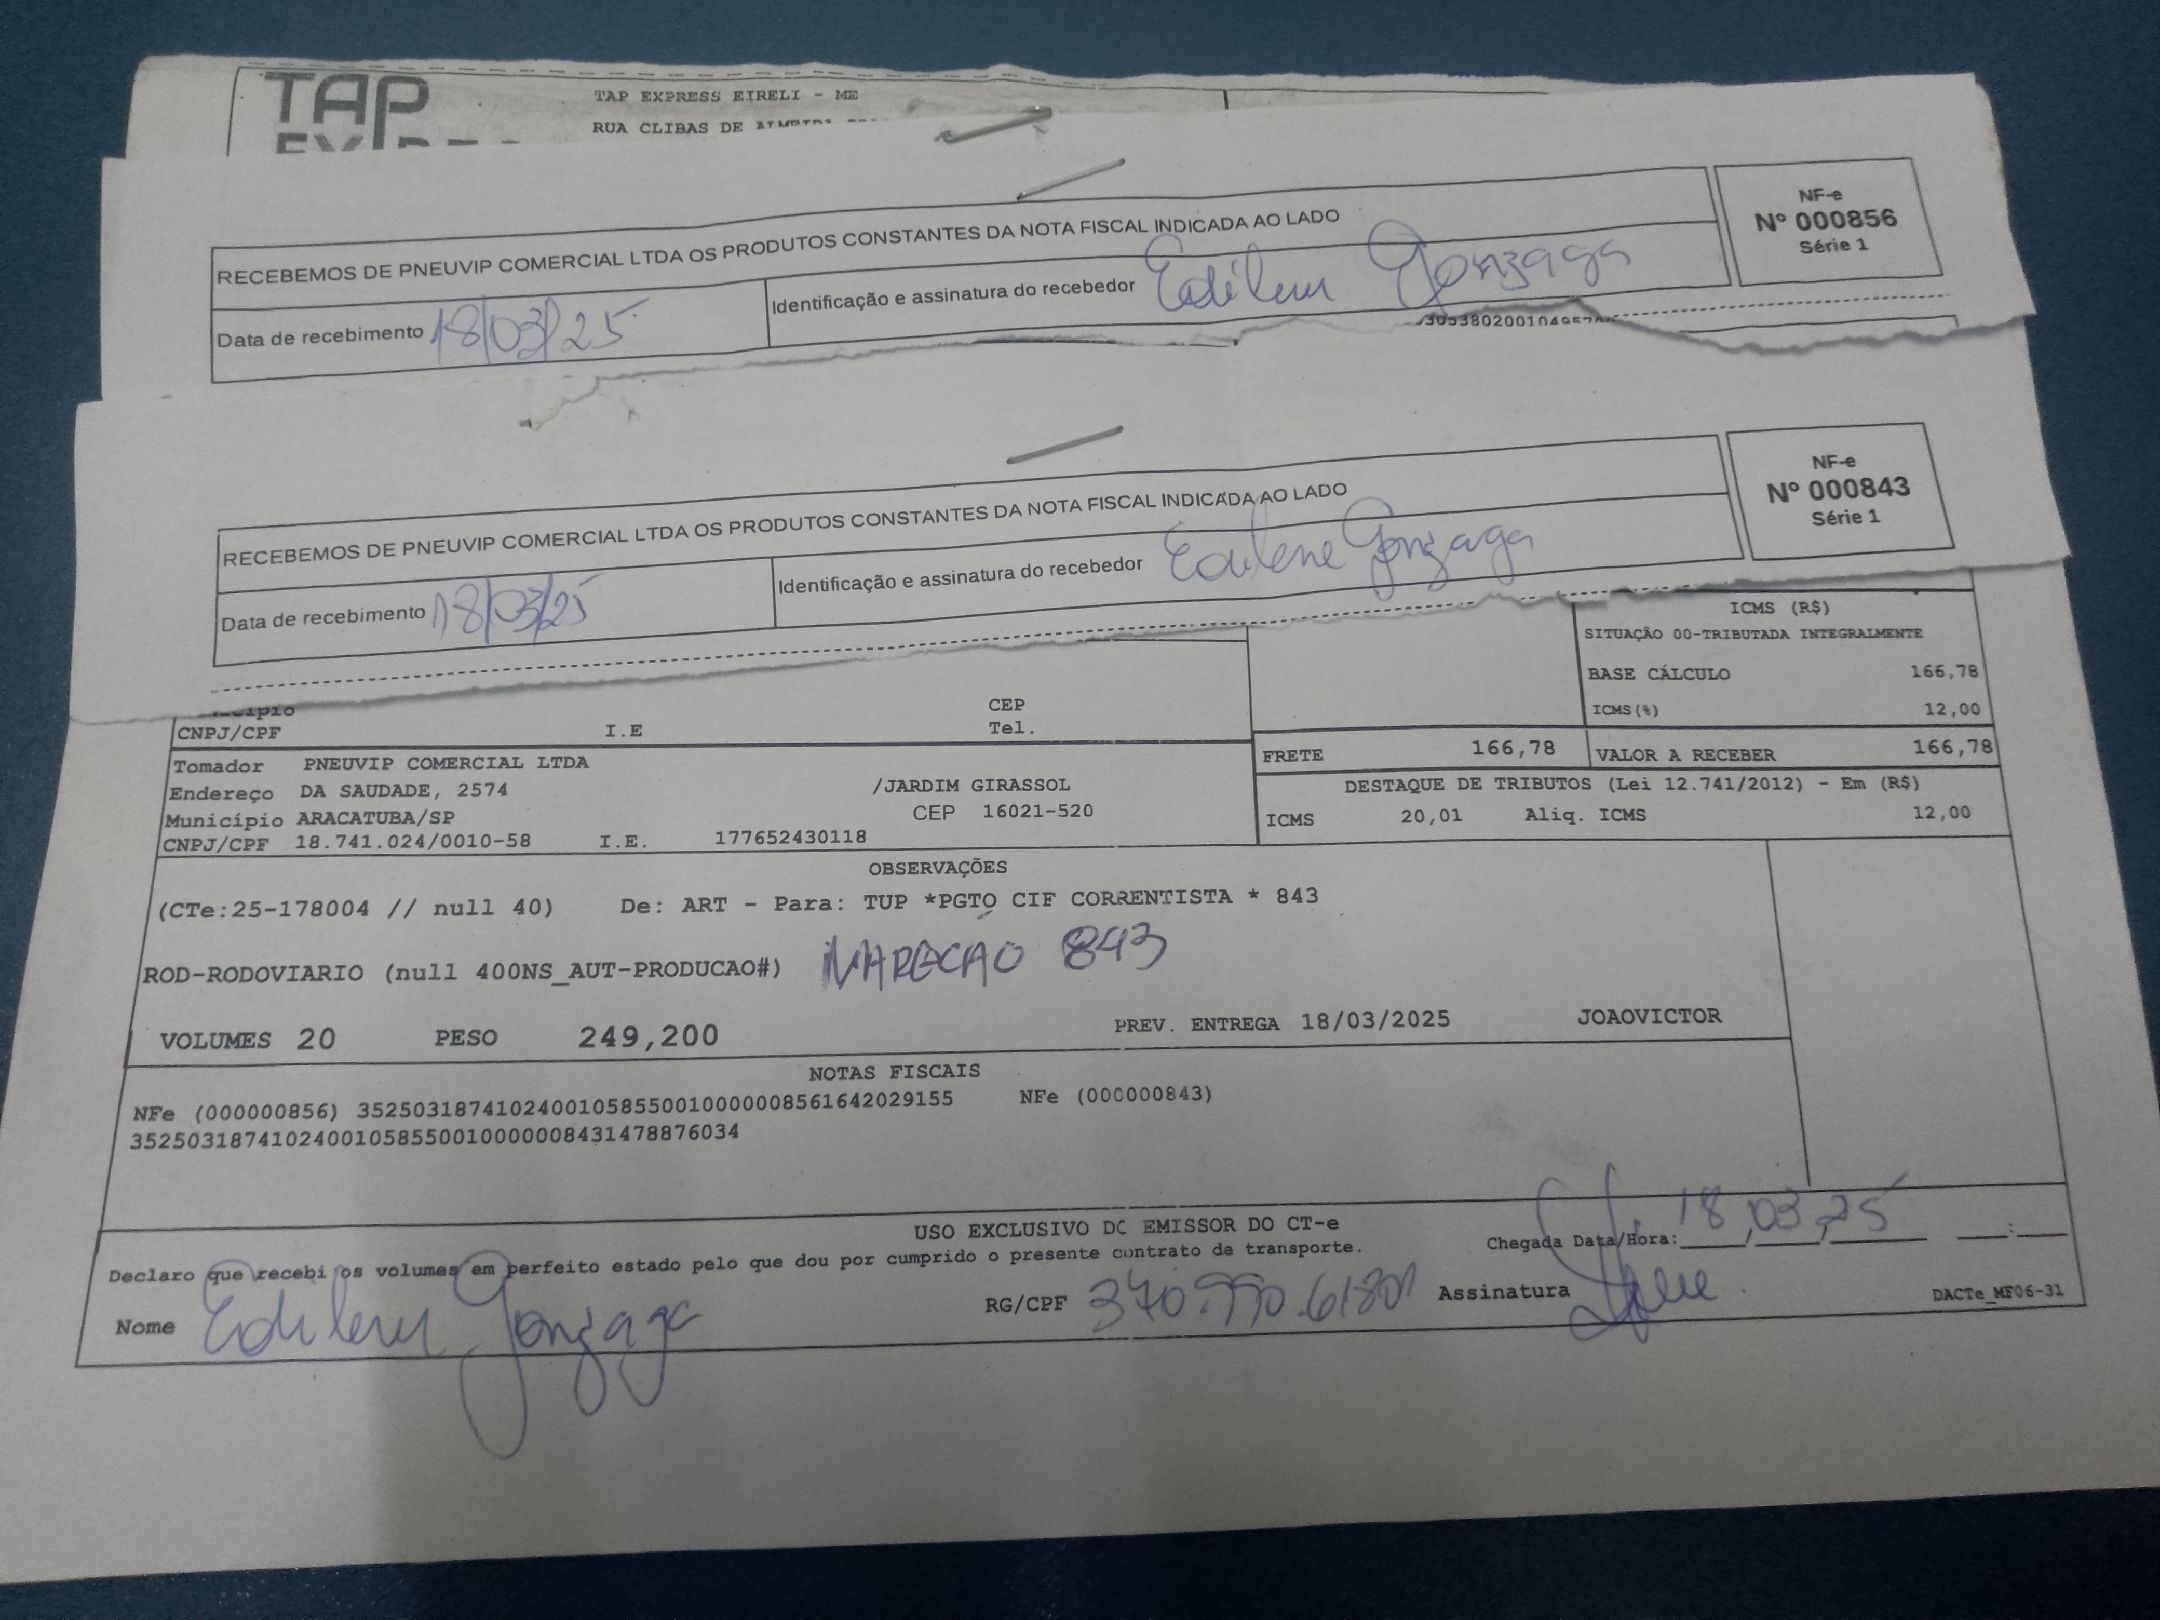 TAP
TAP EXPRESS EIRELI - ME
RUA CLIBAS DE
RECEBEMOS DE PNEUVIP COMERCIAL LTDA OS PRODUTOS CONSTANTES DA NOTA FISCAL INDICADA AO LADO
NF-e
Nº 000856
Série 1
Data de recebimento 18/03/25
Identificação e assinatura do recebedor Edilene Gonzaga
RECEBEMOS DE PNEUVIP COMERCIAL LTDA OS PRODUTOS CONSTANTES DA NOTA FISCAL INDICADA AO LADO
NF-e
Nº 000843
Série 1
Data de recebimento 18/03/25
Identificação e assinatura do recebedor Edilene Gonzaga
ICMS (R$)
SITUAÇÃO 00-TRIBUTADA INTEGRALMENTE
BASE CÁLCULO 166,78
ICMS(%) 12,00
CEP
CNPJ/CPF I.E Tel.
FRETE 166,78 VALOR A RECEBER 166,78
Tomador PNEUVIP COMERCIAL LTDA
Endereço DA SAUDADE, 2574 /JARDIM GIRASSOL
Município ARACATUBA/SP CEP 16021-520
CNPJ/CPF 18.741.024/0010-58 I.E. 177652430118
DESTAQUE DE TRIBUTOS (Lei 12.741/2012) - Em (R$)
ICMS 20,01 Aliq. ICMS 12,00
OBSERVAÇÕES
(CTe:25-178004 // null 40) De: ART - Para: TUP *PGTO CIF CORRENTISTA * 843
ROD-RODOVIARIO (null 400NS_AUT-PRODUCAO#) 843
VOLUMES 20 PESO 249,200 PREV. ENTREGA 18/03/2025 JOAOVICTOR
NOTAS FISCAIS
NFe (000000856) 35250318741024001058550010000008561642029155 NFe (000000843)
35250318741024001058550010000008431478876034
USO EXCLUSIVO DO EMISSOR DO CT-e
Declaro que recebi os volumes em perfeito estado pelo que dou por cumprido o presente contrato de transporte.
Chegada Data/Hora: 18/03/25 :
Nome Edilene Gonzaga RG/CPF Assinatura
DACTe_MF06-31